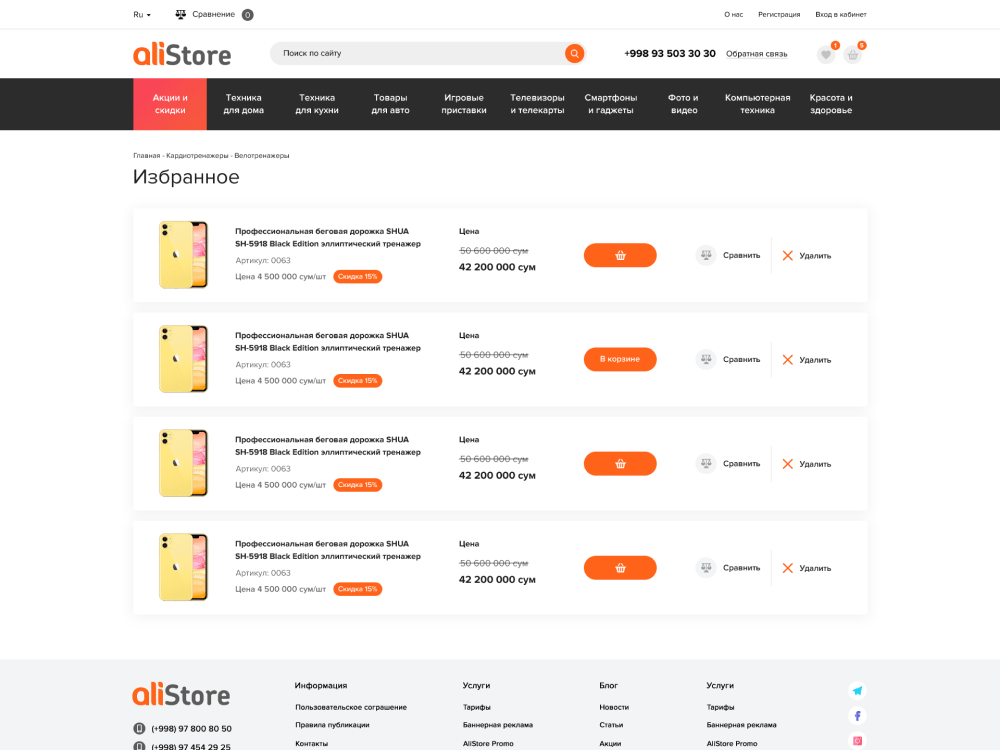 Ru
Сравнение 0
О нас Регистрация Вход в кабинет
aliStore
Поиск по сайту
+998 93 503 30 30 Обратная связь
1 5
Акции и скидки
Техника для дома
Техника для кухни
Товары для авто
Игровые приставки
Телевизоры и телекарты
Смартфоны и гаджеты
Фото и видео
Компьютерная техника
Красота и здоровье
Главная - Кардиотренажеры - Велотренажеры
Избранное
Профессиональная беговая дорожка SHUA
SH-5918 Black Edition эллиптический тренажер
Артикул: 0063
Цена 4 500 000 сум/шт Скидка 15%
Цена
50 600 000 сум
42 200 000 сум
Сравнить
Удалить
Профессиональная беговая дорожка SHUA
SH-5918 Black Edition эллиптический тренажер
Артикул: 0063
Цена 4 500 000 сум/шт Скидка 15%
Цена
50 600 000 сум
42 200 000 сум
В корзине
Сравнить
Удалить
Профессиональная беговая дорожка SHUA
SH-5918 Black Edition эллиптический тренажер
Артикул: 0063
Цена 4 500 000 сум/шт Скидка 15%
Цена
50 600 000 сум
42 200 000 сум
Сравнить
Удалить
Профессиональная беговая дорожка SHUA
SH-5918 Black Edition эллиптический тренажер
Артикул: 0063
Цена 4 500 000 сум/шт Скидка 15%
Цена
50 600 000 сум
42 200 000 сум
Сравнить
Удалить
aliStore
(+998) 97 800 80 50
(+998) 97 454 29 25
Информация
Пользовательское соглашение
Правила публикации
Контакты
Услуги
Тарифы
Баннерная реклама
AliStore Promo
Блог
Новости
Статьи
Акции
Услуги
Тарифы
Баннерная реклама
AliStore Promo